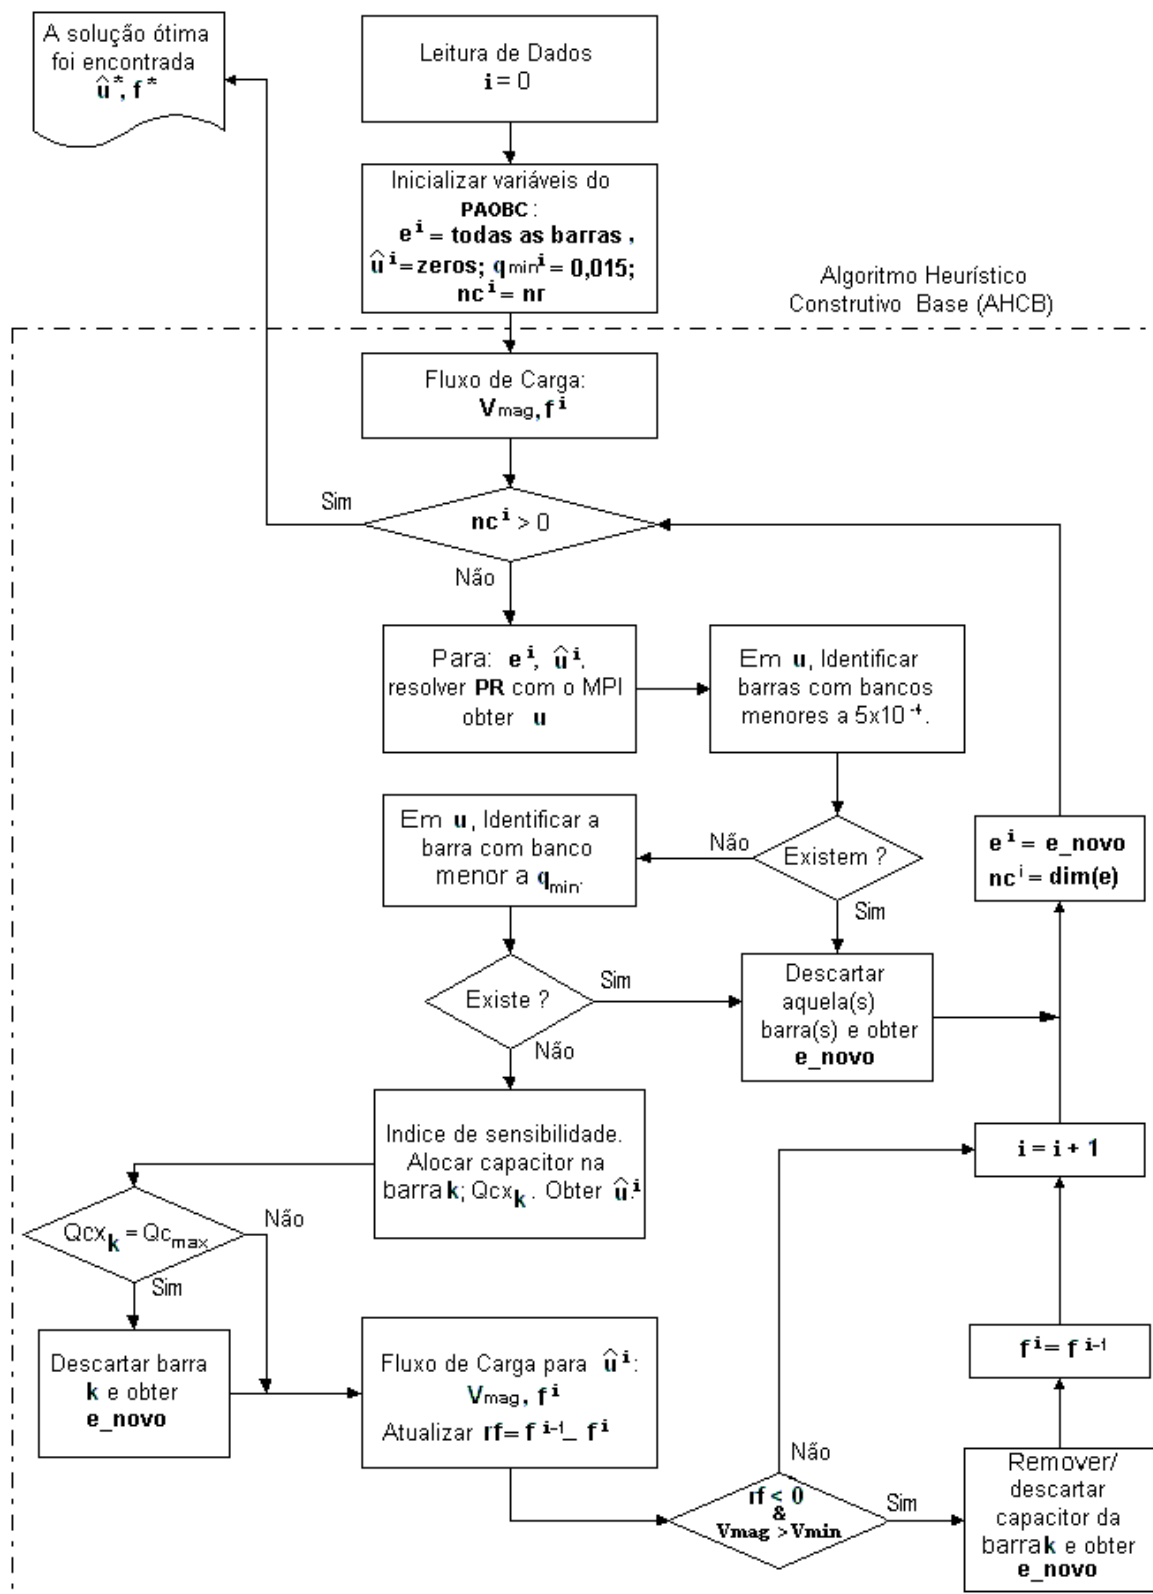 A solução ótima
foi encontrada
û*, f*
Leitura de Dados
i = 0
Inicializar variáveis do
PAOBC:
e^i = todas as barras ,
û^i = zeros; q min^i = 0,015;
nc^i = nr
Algoritmo Heurístico
Construtivo Base (AHCB)
Fluxo de Carga:
Vmag, f^i
Sim
nc^i > 0
Não
Para: e^i, û^i.
resolver PR com o MPI
obter u
Em u, Identificar
barras com bancos
menores a 5x10^-4.
Em u, Identificar a
barra com banco
menor a q_min.
Não
Existem ?
Sim
e^i = e_novo
nc^i = dim(e)
Existe ?
Sim
Não
Descartar
aquela(s)
barra(s) e obter
e_novo
Indice de sensibilidade.
Alocar capacitor na
barra k; Qcx_k . Obter û.^i
i = i + 1
Qcx_k = Qc_max
Não
Sim
Descartar barra
k e obter
e_novo
Fluxo de Carga para û^i:
Vmag, f^i
Atualizar rf= f^i-1 – f^i
f^i = f^i-1
Não
rf < 0
&
Vmag >Vmin
Sim
Remover/
descartar
capacitor da
barra k e obter
e_novo